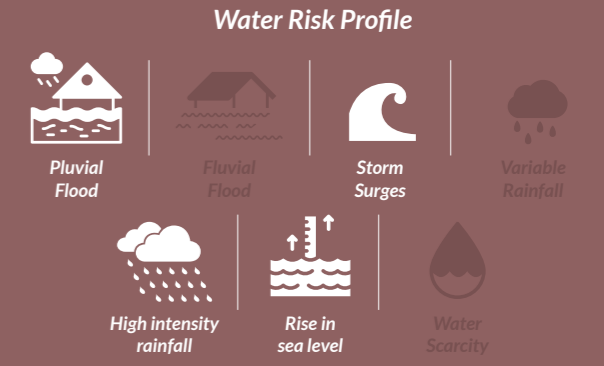 Water Risk Profile
Pluvial
Flood
Fluvial
Flood
Storm
Surges
Variable
Rainfall
High intensity
rainfall
Rise in
sea level
Water
Scarcity